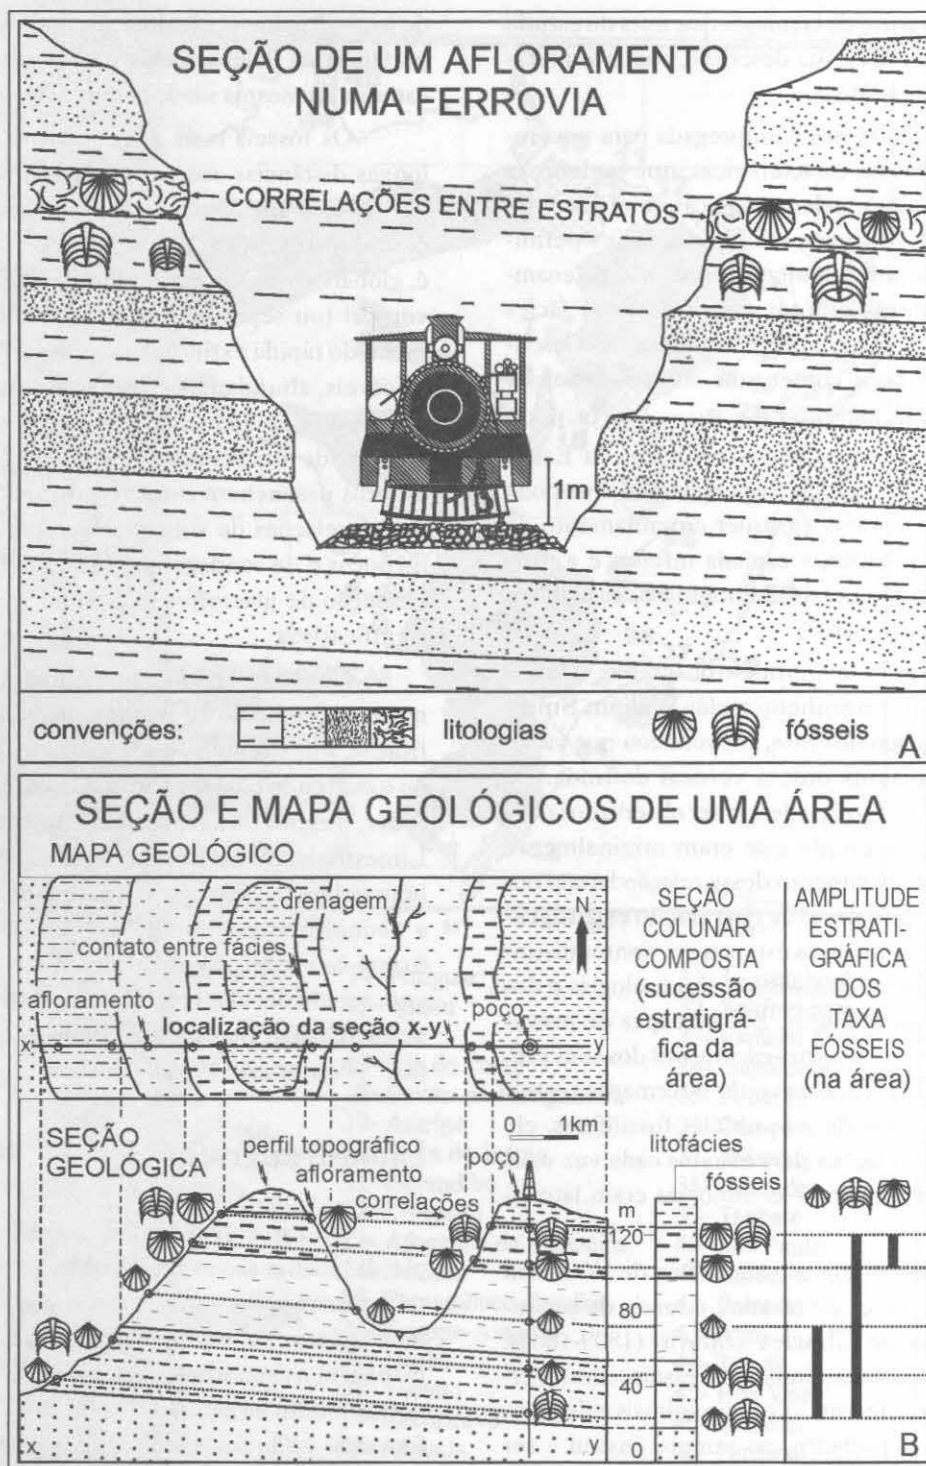 SEÇÃO DE UM AFLORAMENTO
NUMA FERROVIA
CORRELAÇÕES ENTRE ESTRATOS
1m
convenções:
litologias
fósseis
A
SEÇÃO E MAPA GEOLÓGICOS DE UMA ÁREA
MAPA GEOLÓGICO
drenagem
N
contato entre fácies
afloramento
localização da seção x-y
poço
x
y
SEÇÃO
COLUNAR
COMPOSTA
(sucessão
estratigrá-
fica na
área)
AMPLITUDE
ESTRATI-
GRÁFICA
DOS
TAXA
FÓSSEIS
(na área)
SEÇÃO
GEOLÓGICA
perfil topográfico
afloramento
correlações
0 1km
poço
litofácies
fósseis
m
120
80
40
0
x
y
B